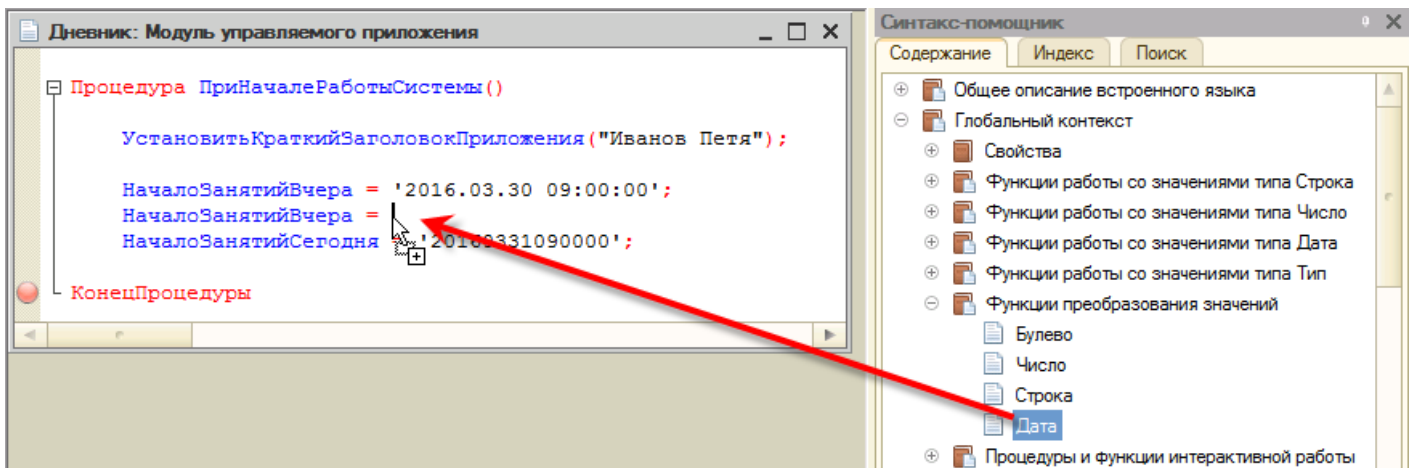 Дневник: Модуль управляемого приложения
Процедура ПриНачалеРаботыСистемы()
УстановитьКраткийЗаголовокПриложения("Иванов Петя");
НачалоЗанятийВчера = '2016.03.30 09:00:00';
НачалоЗанятийВчера =
НачалоЗанятийСегодня = '20160331090000';
КонецПроцедуры
Синтакс-помощник
Содержание Индекс Поиск
Общее описание встроенного языка
Глобальный контекст
Свойства
Функции работы со значениями типа Строка
Функции работы со значениями типа Число
Функции работы со значениями типа Дата
Функции работы со значениями типа Тип
Функции преобразования значений
Булево
Число
Строка
Дата
Процедуры и функции интерактивной работы